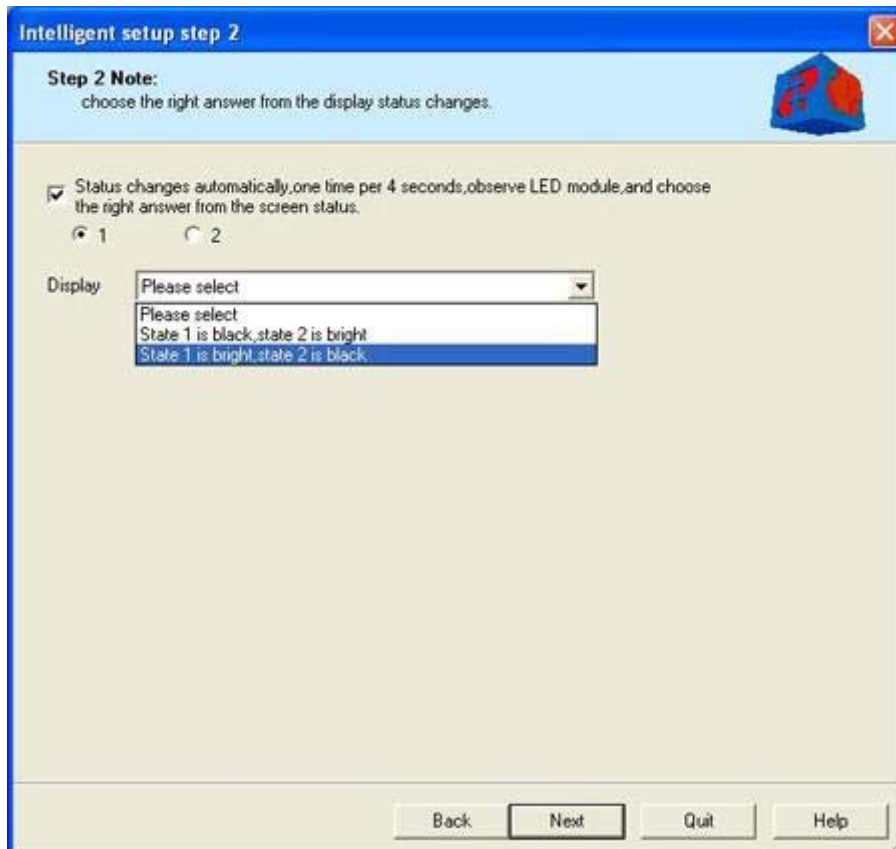 Intelligent setup step 2
Step 2 Note:
choose the right answer from the display status changes.
Status changes automatically,one time per 4 seconds,observe LED module,and choose
the right answer from the screen status.
1 2
Display Please select
Please select
State 1 is black,state 2 is bright
State 1 is bright,state 2 is black
Back Next Quit Help